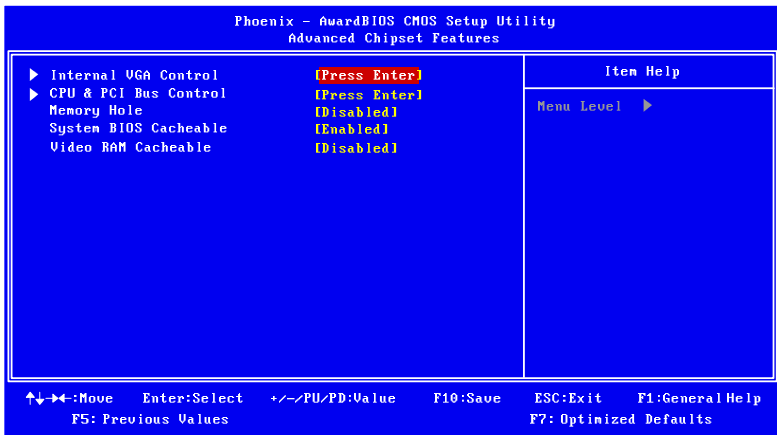 Phoenix - AwardBIOS CMOS Setup Utility
Advanced Chipset Features
Internal VGA Control [Press Enter]
CPU & PCI Bus Control [Press Enter]
Memory Hole [Disabled]
System BIOS Cacheable [Enabled]
Video RAM Cacheable [Disabled]
Item Help
Menu Level
↑↓→←:Move Enter:Select +/-/PU/PD:Value F10:Save ESC:Exit F1:General Help
F5: Previous Values F7: Optimized Defaults